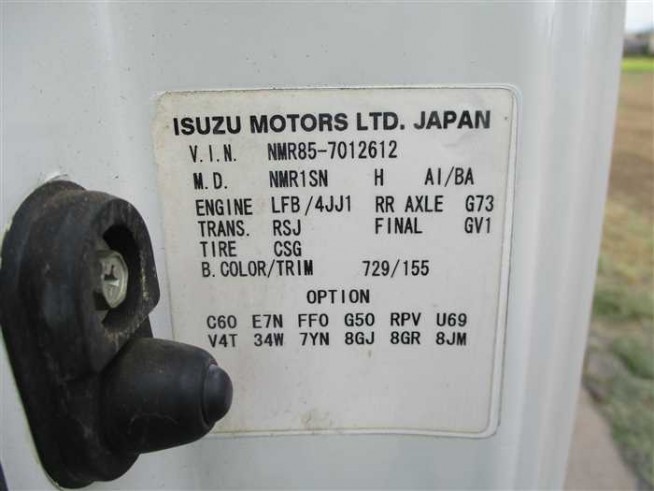 ISUZU MOTORS LTD. JAPAN
V.I.N. NMR85-7012612
M.D. NMR1SN H AI/BA
ENGINE LFB/4JJ1 RR AXLE G73
TRANS. RSJ FINAL GV1
TIRE CSG
B.COLOR/TRIM 729/155
OPTION
C60 E7N FF0 G50 RPV U69
V4T 34W 7YN 8GJ 8GR 8JM